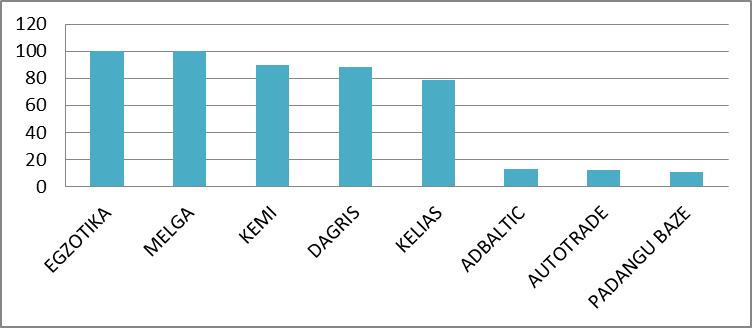 120
100
80
60
40
20
0
EGZOTIKA
MELGA
KEMI
DAGRIS
KELIAS
ADBALTIC
AUTOTRADE
PADANGU BAZE